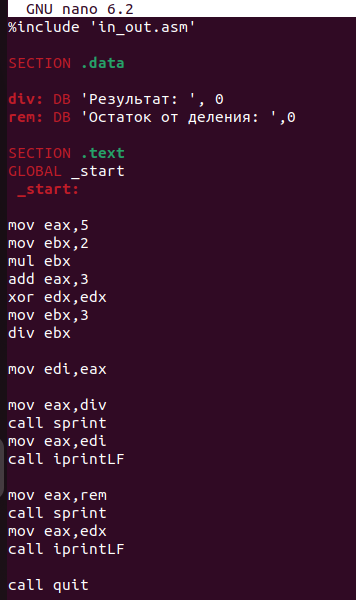 GNU nano 6.2
%include 'in_out.asm'
SECTION .data
div: DB 'Результат: ', 0
rem: DB 'Остаток от деления: ',0
SECTION .text
GLOBAL _start
_start:
mov eax,5
mov ebx,2
mul ebx
add eax,3
xor edx,edx
mov ebx,3
div ebx
mov edi,eax
mov eax,div
call sprint
mov eax,edi
call iprintLF
mov eax,rem
call sprint
mov eax,edx
call iprintLF
call quit